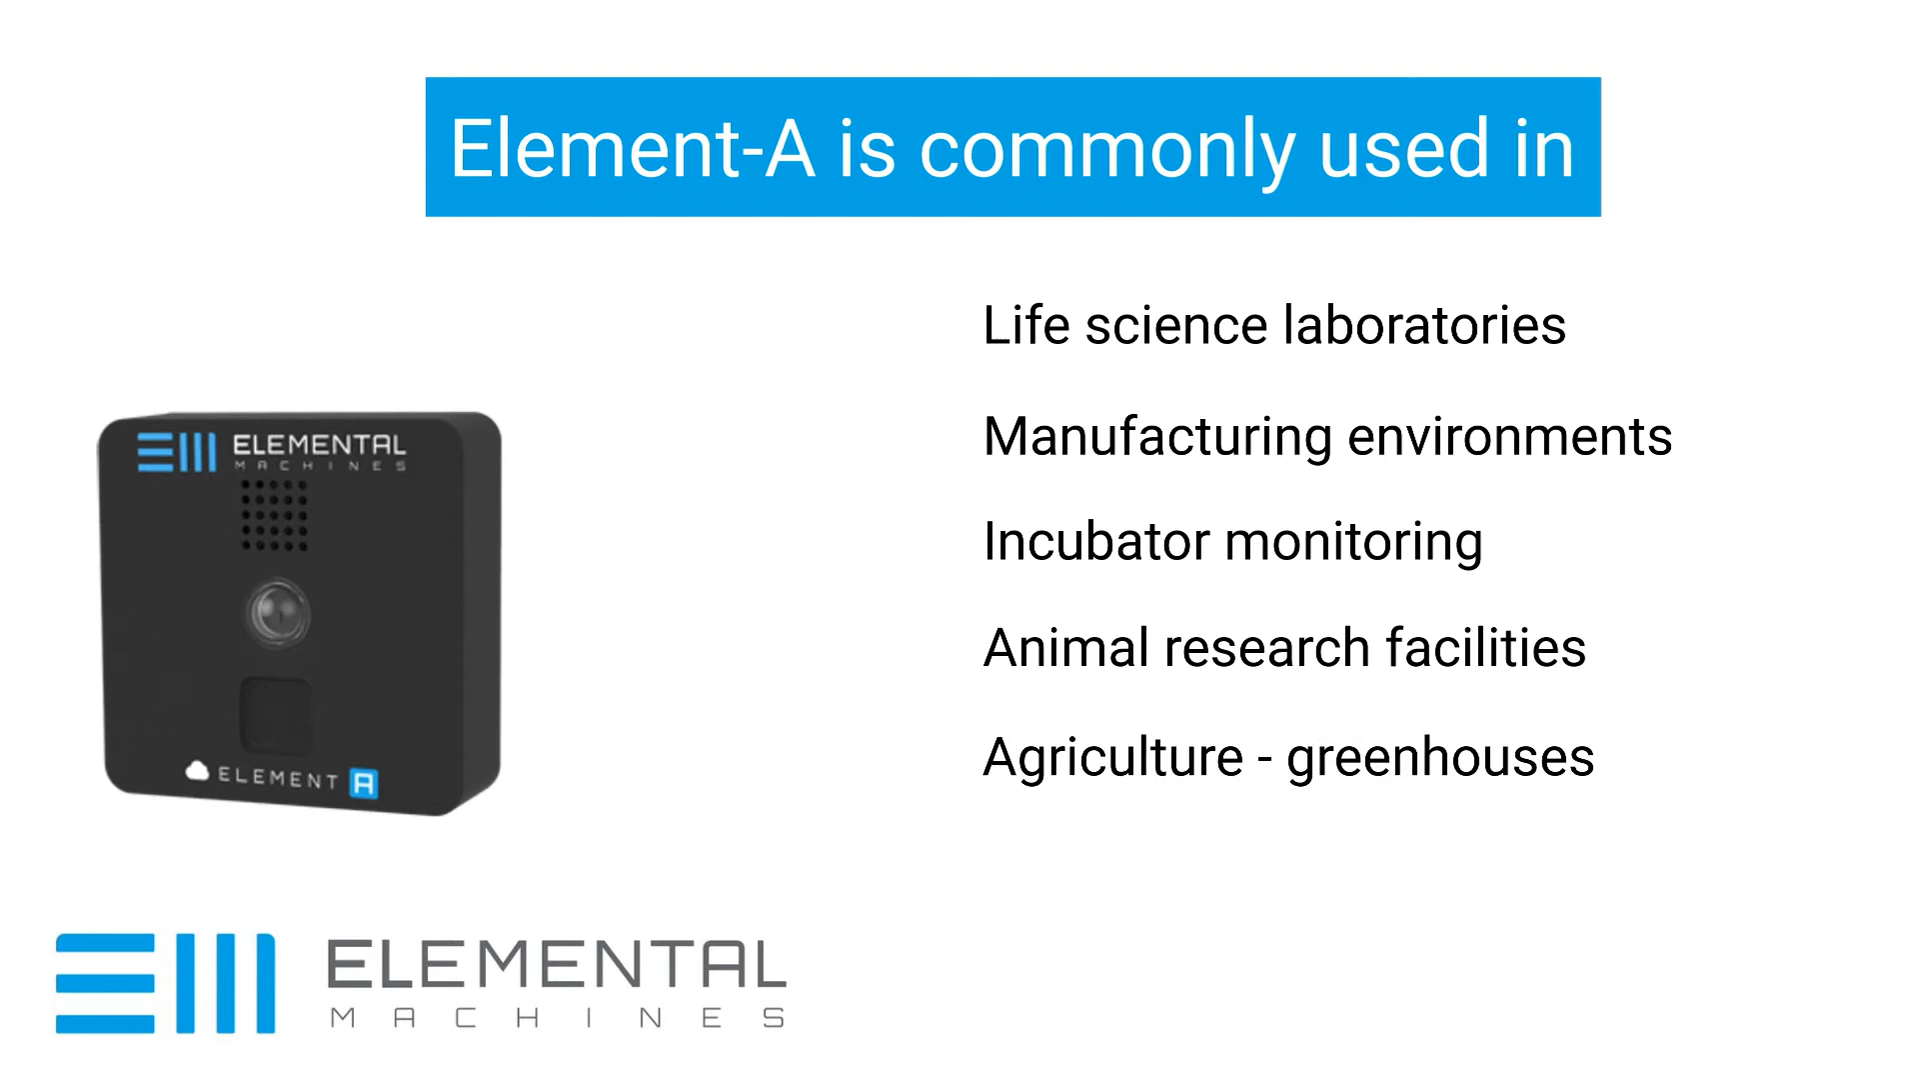 Element-A is commonly used in
Life science laboratories
Manufacturing environments
Incubator monitoring
Animal research facilities
Agriculture - greenhouses
ELEMENTAL
MACHINES
ELEMENT A
ELEMENTAL
MACHINES